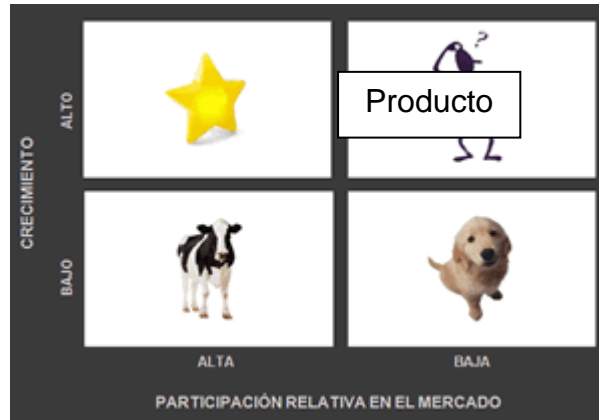 ?
Producto
CRECIMIENTO
ALTO
BAJO
ALTA
BAJA
PARTICIPACIÓN RELATIVA EN EL MERCADO